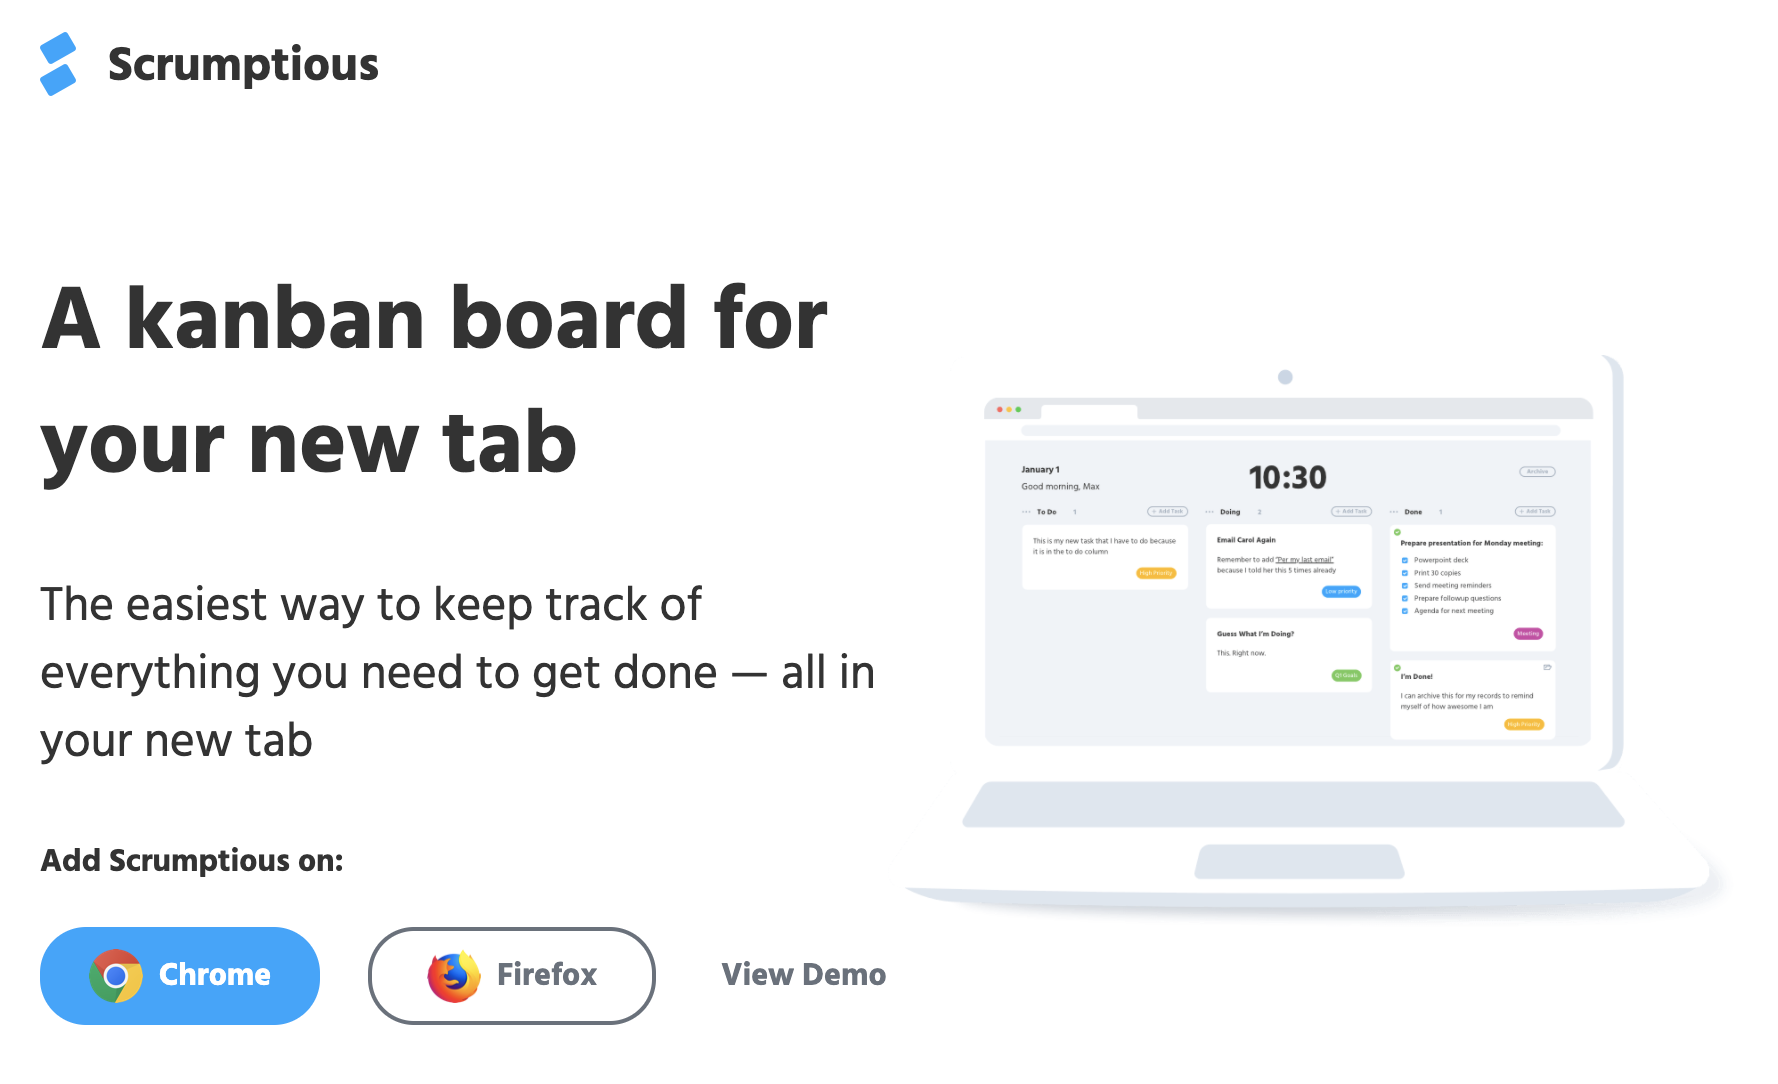 Scrumptious
A kanban board for
your new tab
The easiest way to keep track of
everything you need to get done — all in
your new tab
Add Scrumptious on:
Chrome
Firefox
View Demo
January 1
Good morning, Max
10:30
Archive
To Do 1
+ Add Task
This is my new task that I have to do because
it is in the to do column
High Priority
Doing 2
+ Add Task
Email Carol Again
Remember to add "Per my last email"
because I told her this 5 times already
Low priority
Guess What I'm Doing?
This. Right now.
Q1 Goals
Done 1
+ Add Task
Prepare presentation for Monday meeting:
Powerpoint deck
Print 30 copies
Send meeting reminders
Prepare followup questions
Agenda for next meeting
Meeting
I'm Done!
I can archive this for my records to remind
myself of how awesome I am
High Priority